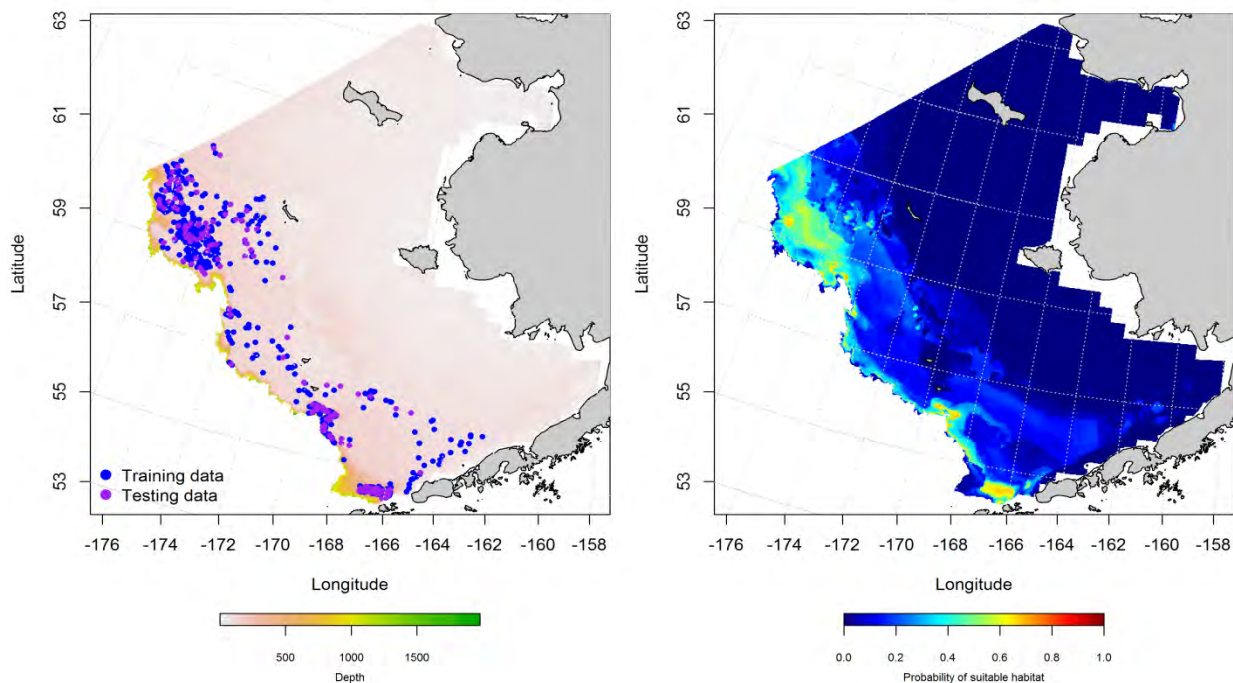 63
61
59
57
55
53
Latitude
Training data
Testing data
-176 -174 -172 -170 -168 -166 -164 -162 -160 -158
Longitude
500 1000 1500
Depth
63
61
59
57
55
53
Latitude
-176 -174 -172 -170 -168 -166 -164 -162 -160 -158
Longitude
0.0 0.2 0.4 0.6 0.8 1.0
Probability of suitable habitat